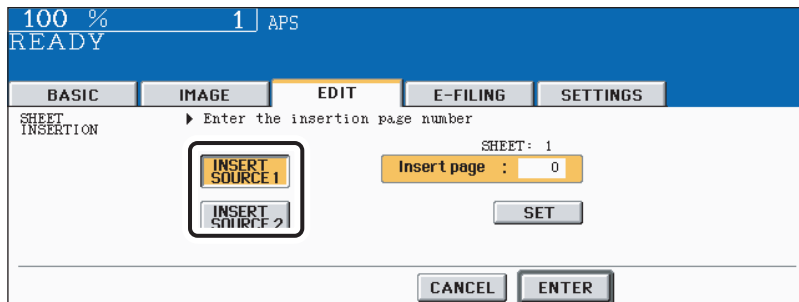 100 % 1 APS
READY
BASIC IMAGE EDIT E-FILING SETTINGS
SHEET INSERTION
Enter the insertion page number
SHEET: 1
INSERT SOURCE 1
Insert page : 0
INSERT SOURCE 2
SET
CANCEL ENTER